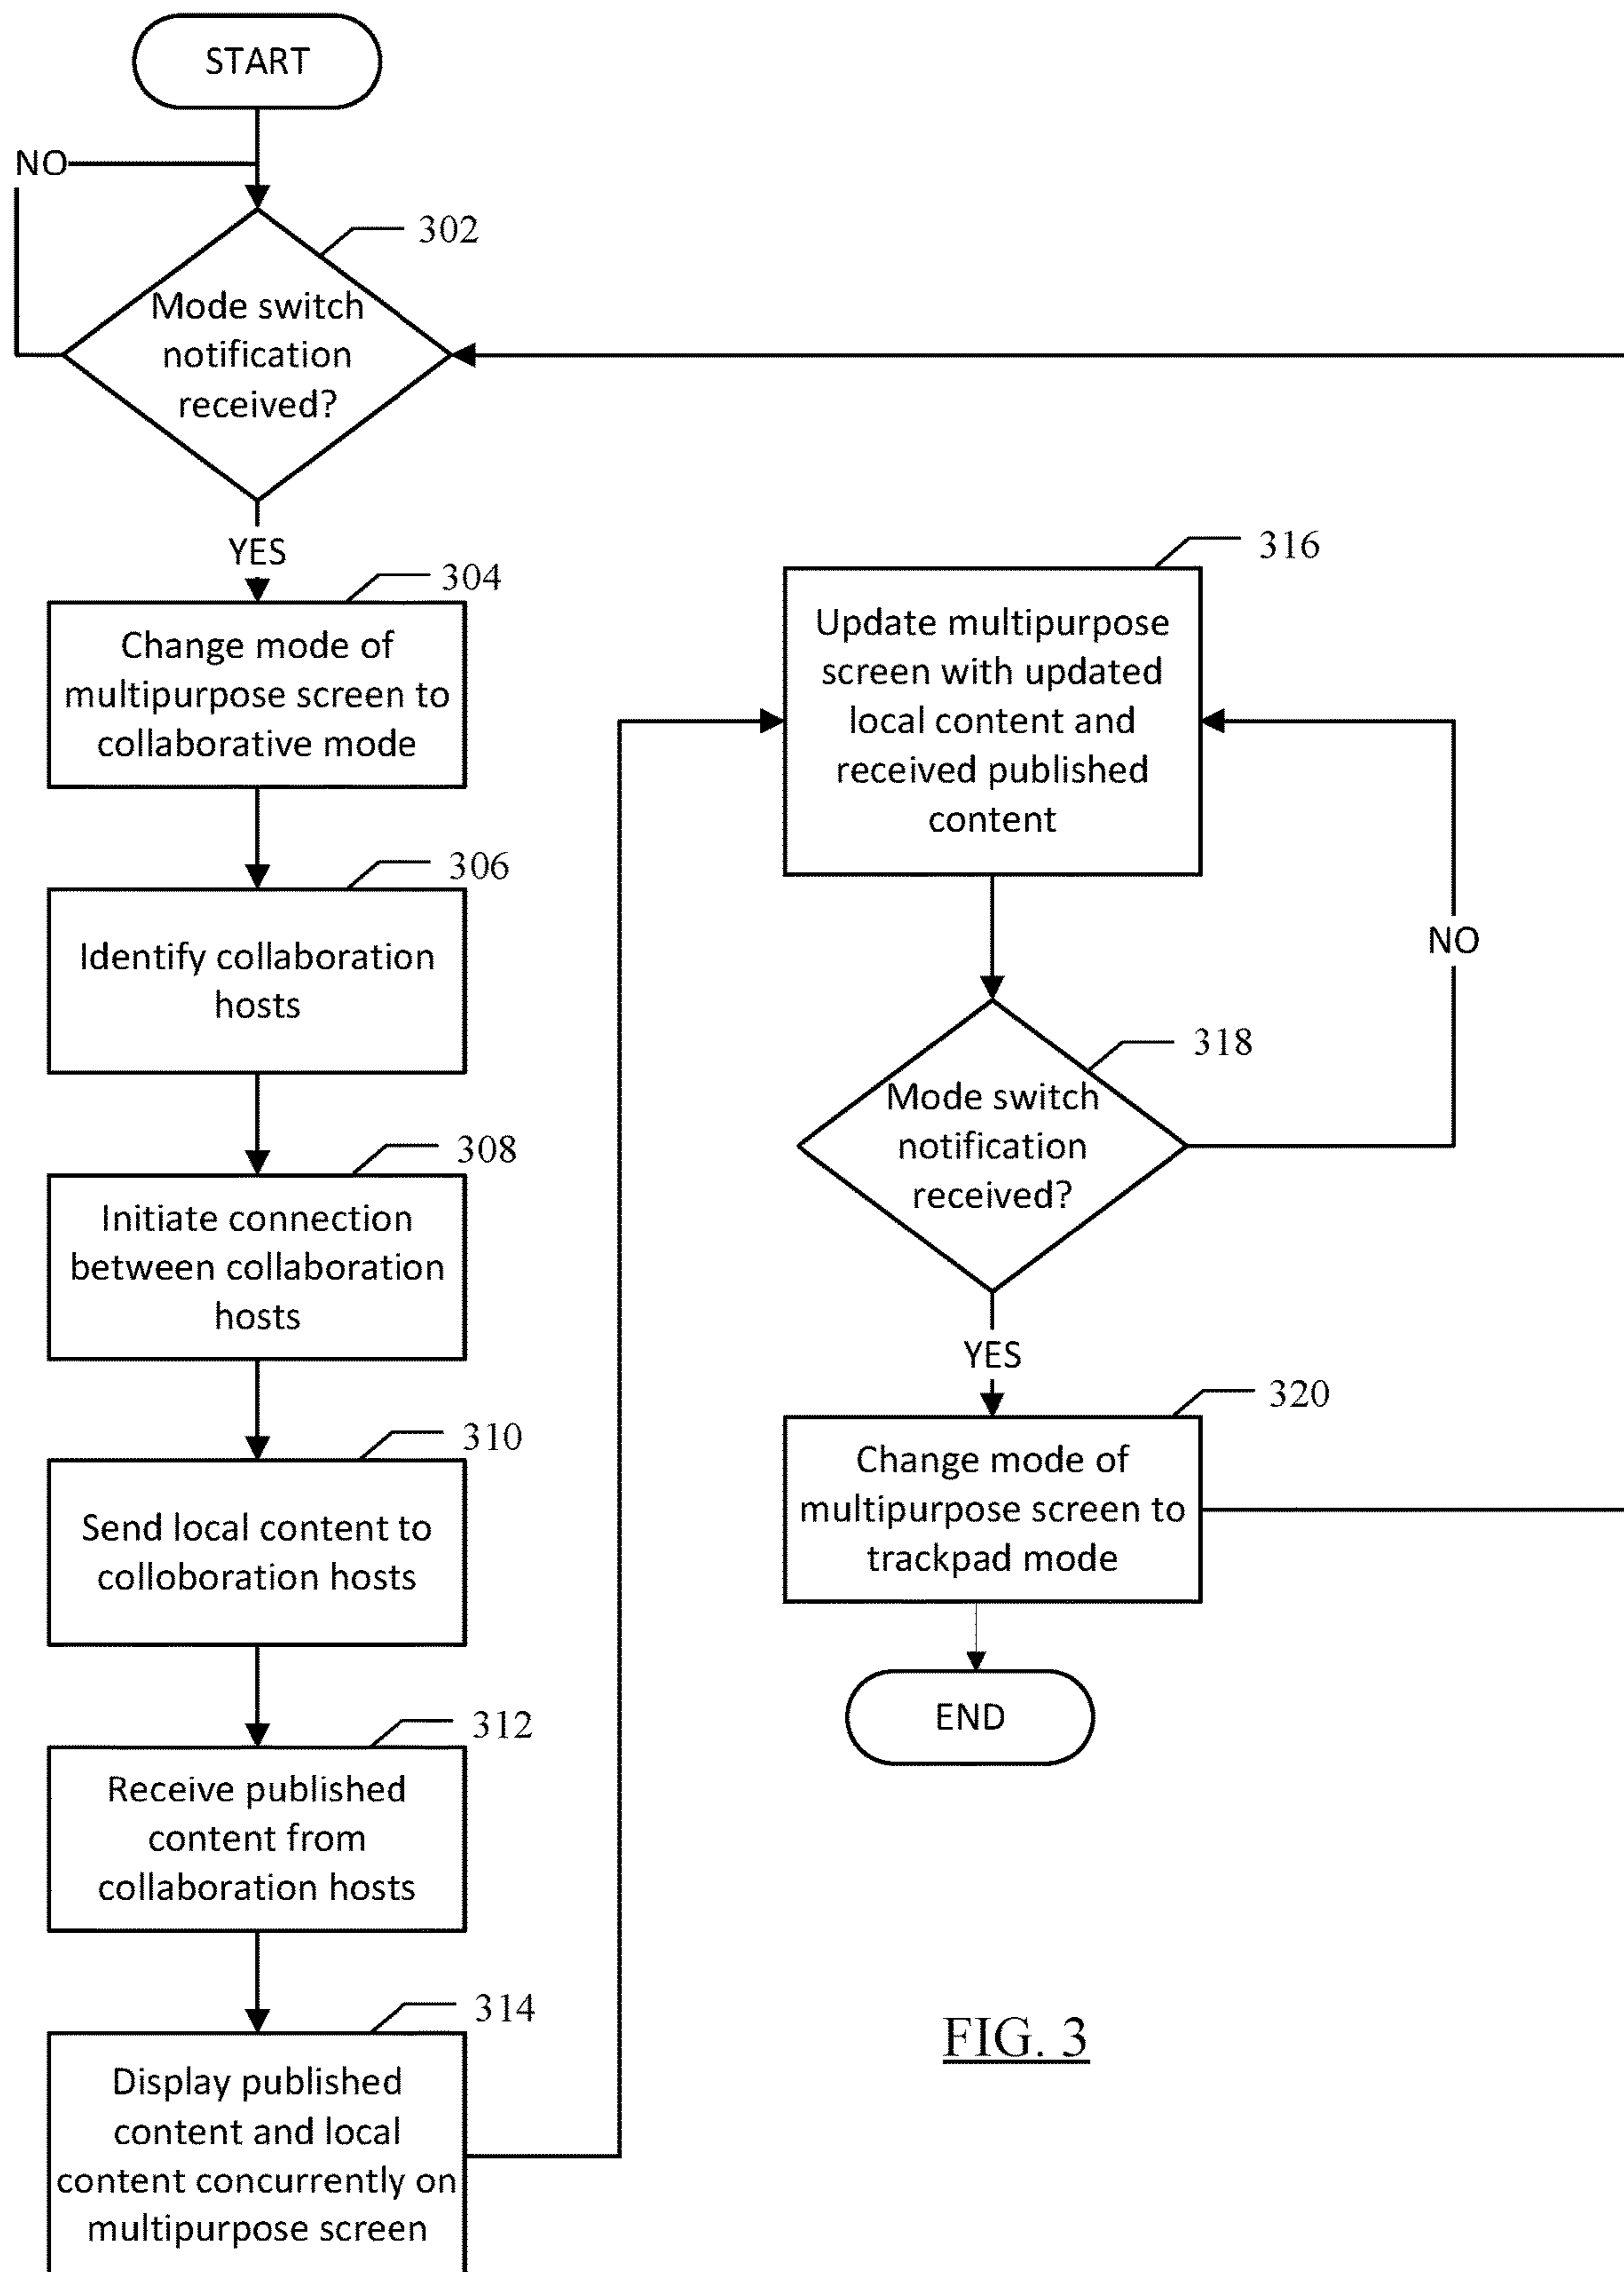 START
NO
302
Mode switch
notification
received?
YES
304
Change mode of
multipurpose screen to
collaborative mode
306
Identify collaboration
hosts
308
Initiate connection
between collaboration
hosts
310
Send local content to
colloboration hosts
312
Receive published
content from
collaboration hosts
314
Display published
content and local
content concurrently on
multipurpose screen
316
Update multipurpose
screen with updated
local content and
received published
content
NO
318
Mode switch
notification
received?
YES
320
Change mode of
multipurpose screen to
trackpad mode
END
FIG. 3